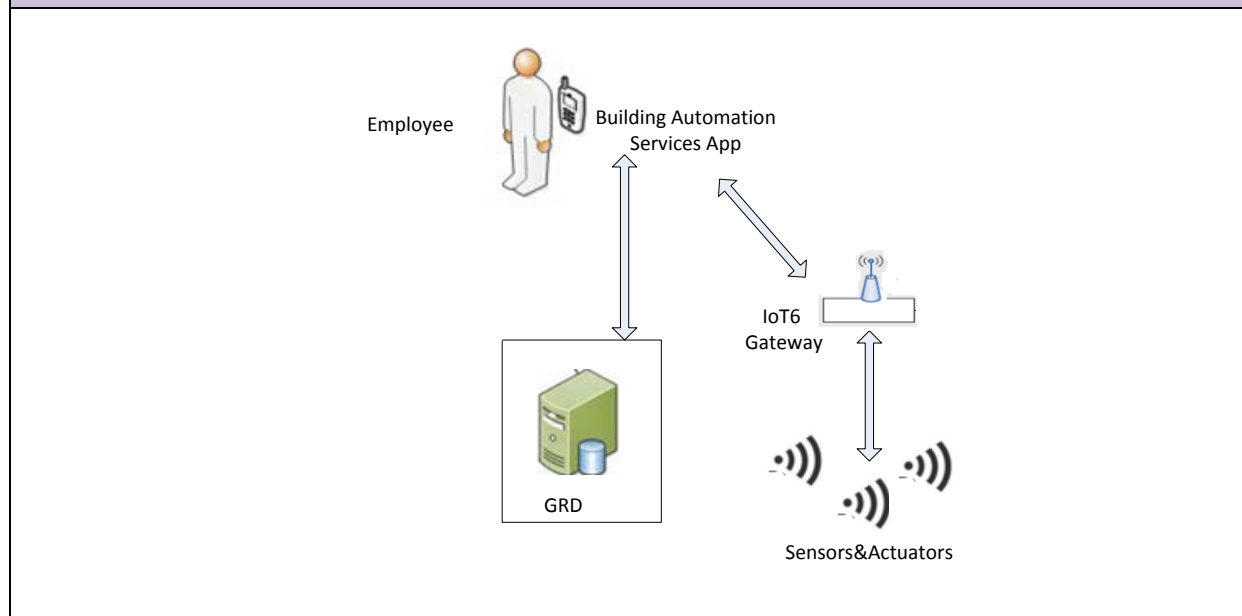 Employee
Building Automation
Services App
IoT6
Gateway
GRD
Sensors&Actuators